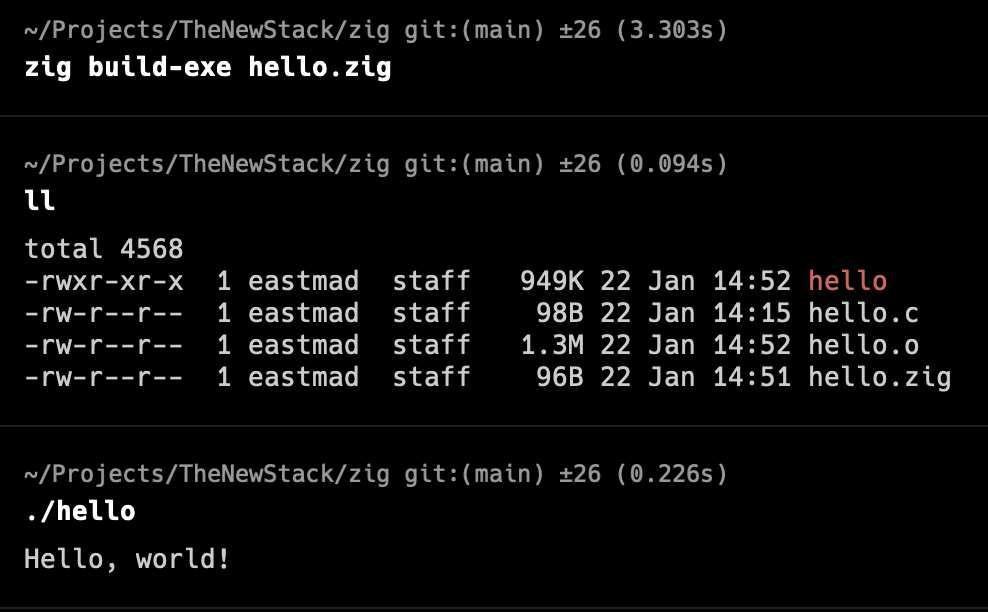 ~/Projects/TheNewStack/zig git:(main) ±26 (3.303s)
zig build-exe hello.zig
~/Projects/TheNewStack/zig git:(main) ±26 (0.094s)
ll
total 4568
-rwxr-xr-x  1 eastmad  staff   949K 22 Jan 14:52 hello
-rw-r--r--  1 eastmad  staff    98B 22 Jan 14:15 hello.c
-rw-r--r--  1 eastmad  staff   1.3M 22 Jan 14:52 hello.o
-rw-r--r--  1 eastmad  staff    96B 22 Jan 14:51 hello.zig
~/Projects/TheNewStack/zig git:(main) ±26 (0.226s)
./hello
Hello, world!